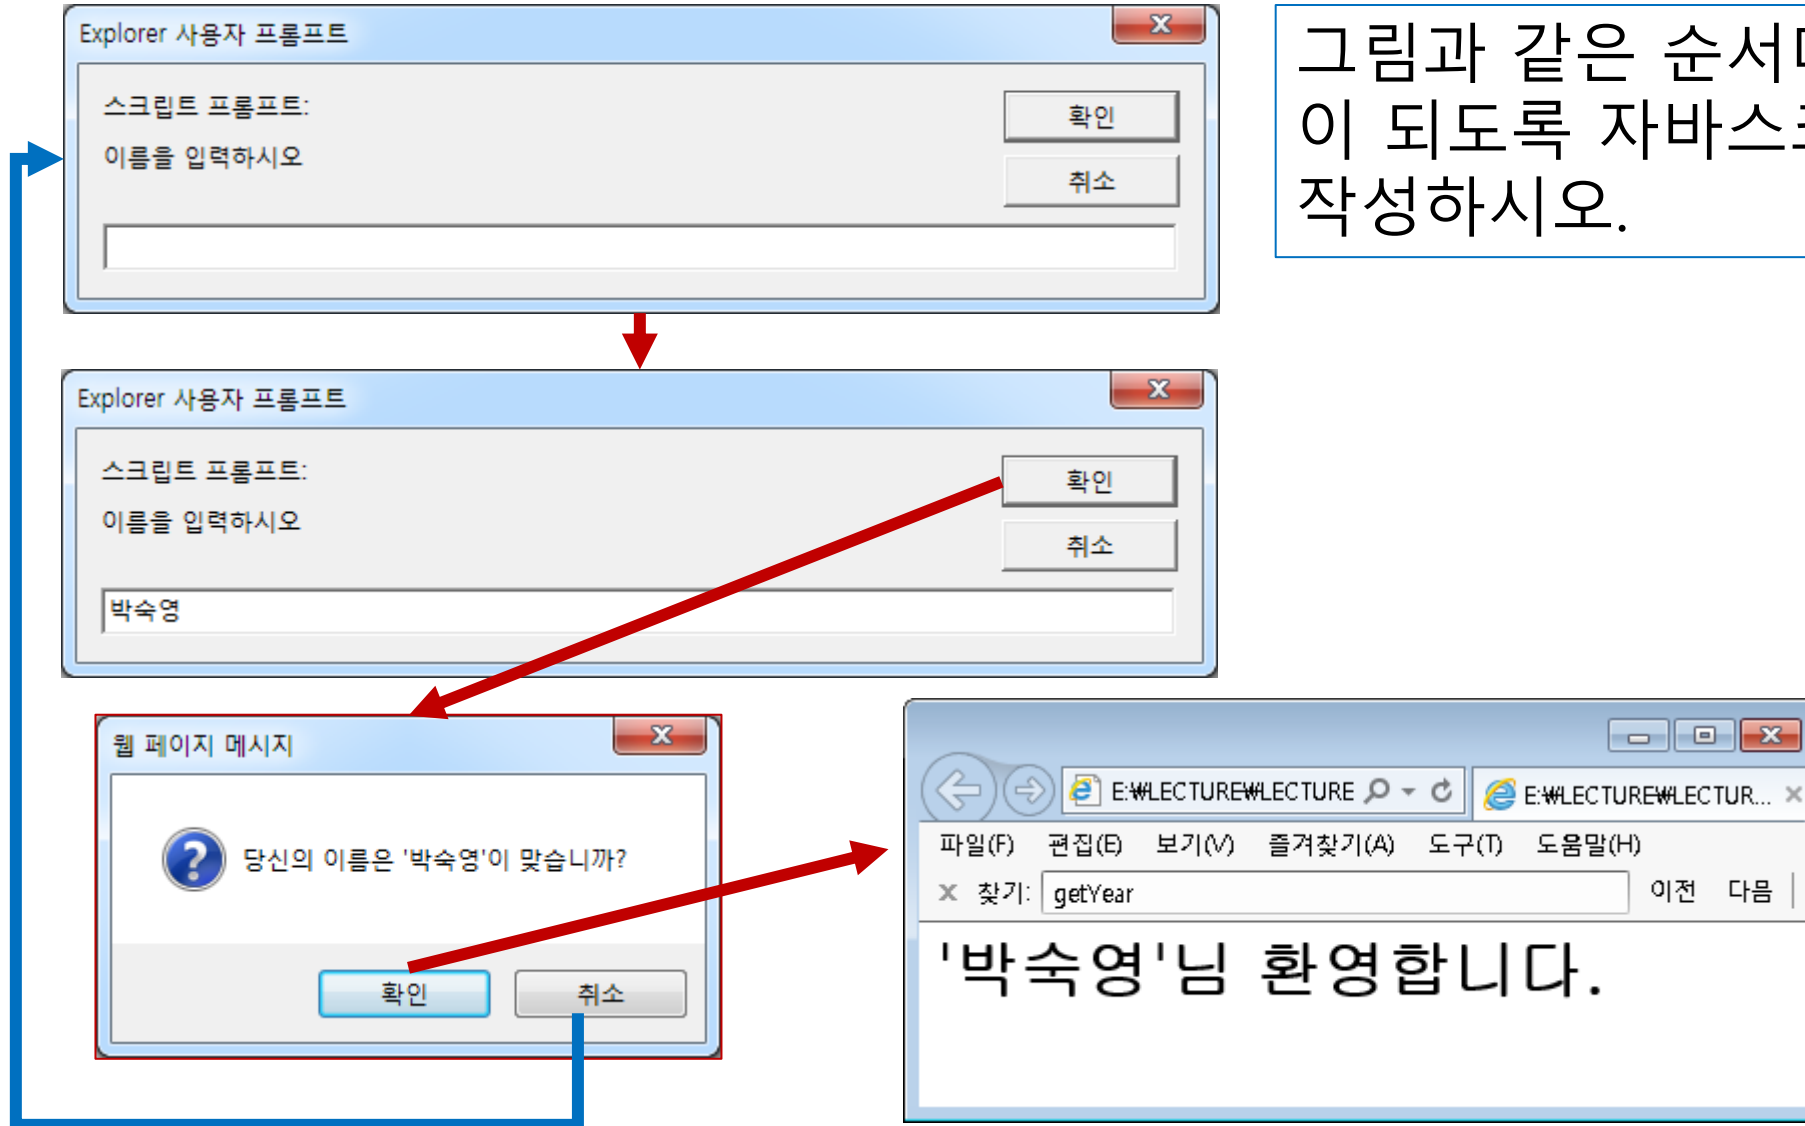 Explorer 사용자 프롬프트
스크립트 프롬프트:
이름을 입력하시오
확인
취소
그림과 같은 순서
이 되도록 자바스
작성하시오.
Explorer 사용자 프롬프트
스크립트 프롬프트:
이름을 입력하시오
확인
취소
박숙영
웹 페이지 메시지
당신의 이름은 '박숙영'이 맞습니까?
확인
취소
E:₩LECTURE₩LECTURE
E:₩LECTURE₩LECTUR...
파일(F) 편집(E) 보기(V) 즐겨찾기(A) 도구(T) 도움말(H)
x 찾기: getYear 이전 다음
'박숙영'님 환영합니다.